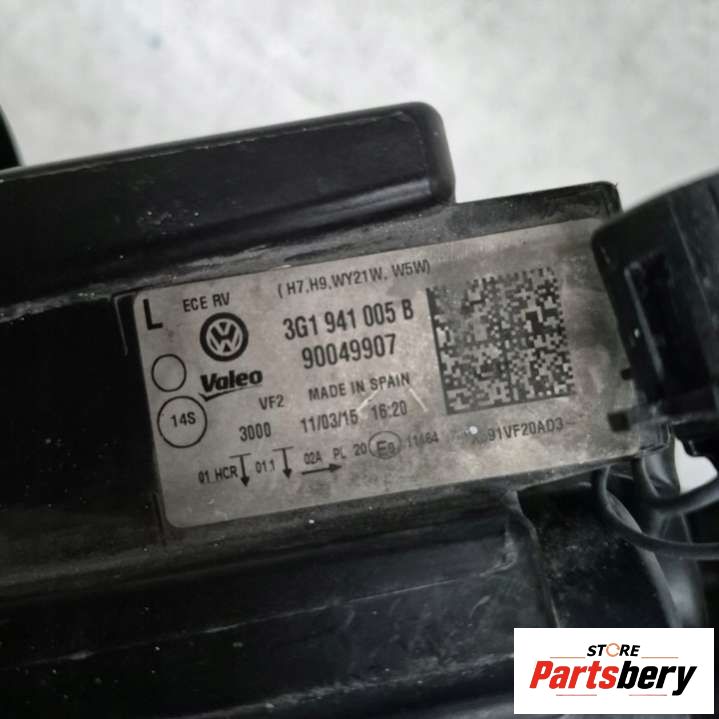 L ECE RV (H7,H9,WY21W, W5W)
3G1 941 005 B
90049907
Valeo
MADE IN SPAIN
14S VF2
3000 11/03/15 16:20
01 HCR 01.1 02A PL 20 E9 11464
91VF20AD3
STORE
Partsbery